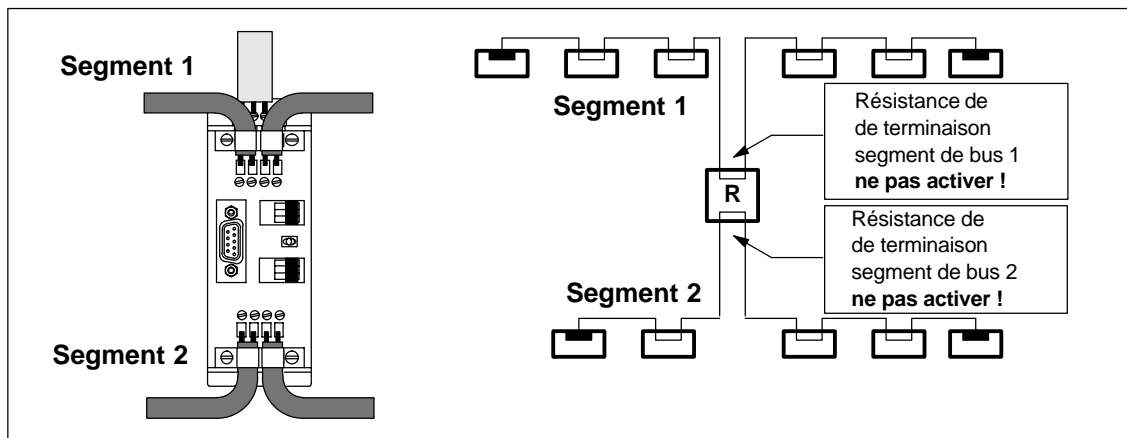 Segment 1
Segment 2
Segment 1
Résistance de
de terminaison
segment de bus 1
ne pas activer !
R
Résistance de
de terminaison
segment de bus 2
ne pas activer !
Segment 2